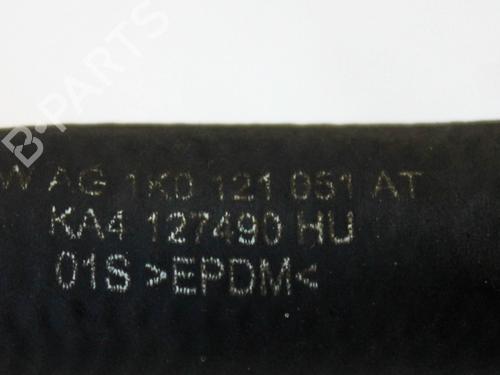 B-PARTS
W AG 1K0 121 051 AT
KA4 127490 HU
01S >EPDM<